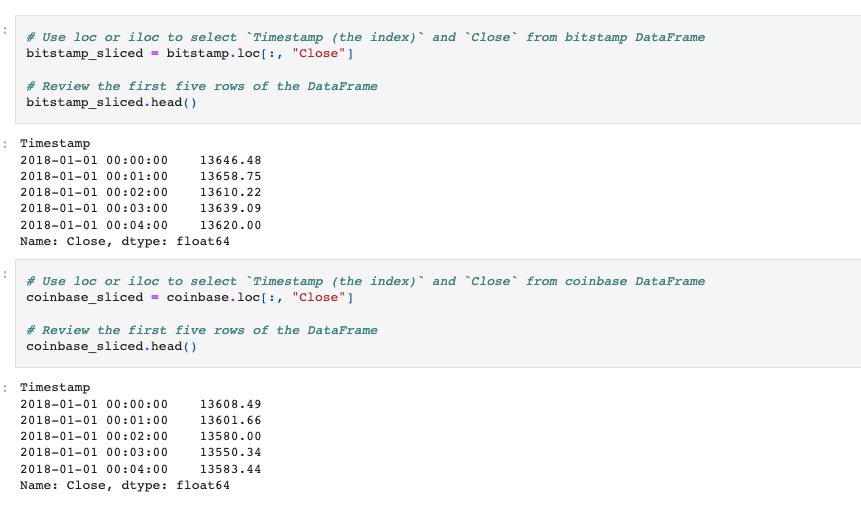 :
# Use loc or iloc to select `Timestamp (the index)` and `Close` from bitstamp DataFrame
bitstamp_sliced = bitstamp.loc[:, "Close"]
# Review the first five rows of the DataFrame
bitstamp_sliced.head()
: Timestamp
2018-01-01 00:00:00    13646.48
2018-01-01 00:01:00    13658.75
2018-01-01 00:02:00    13610.22
2018-01-01 00:03:00    13639.09
2018-01-01 00:04:00    13620.00
Name: Close, dtype: float64
:
# Use loc or iloc to select `Timestamp (the index)` and `Close` from coinbase DataFrame
coinbase_sliced = coinbase.loc[:, "Close"]
# Review the first five rows of the DataFrame
coinbase_sliced.head()
: Timestamp
2018-01-01 00:00:00    13608.49
2018-01-01 00:01:00    13601.66
2018-01-01 00:02:00    13580.00
2018-01-01 00:03:00    13550.34
2018-01-01 00:04:00    13583.44
Name: Close, dtype: float64